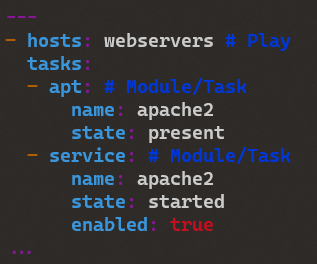 ---
- hosts: webservers # Play
  tasks:
  - apt: # Module/Task
      name: apache2
      state: present
  - service: # Module/Task
      name: apache2
      state: started
      enabled: true
...